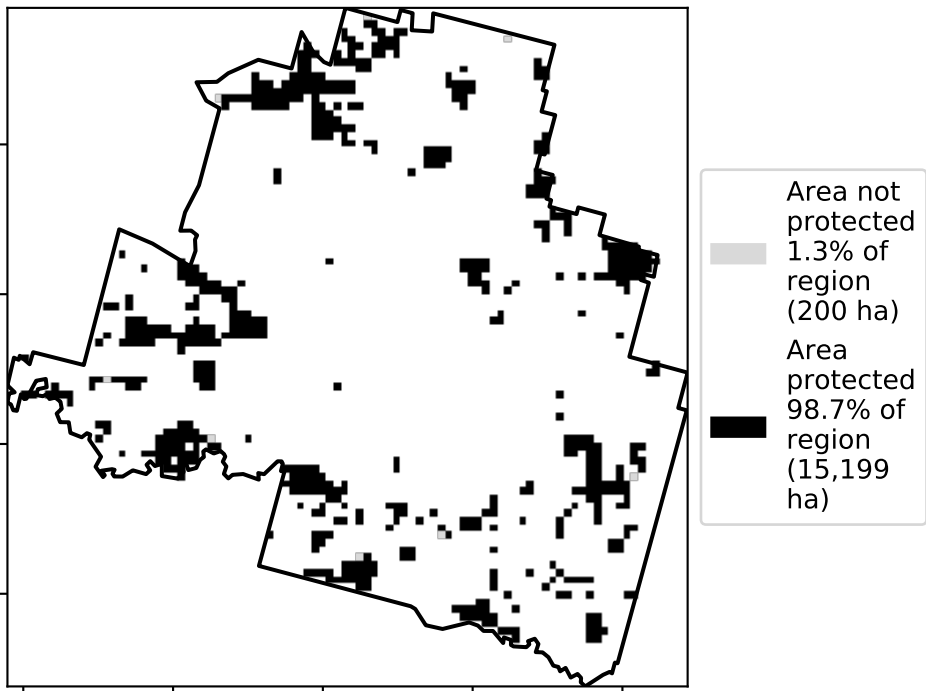 Area not
protected
1.3% of
region
(200 ha)
Area
protected
98.7% of
region
(15,199
ha)